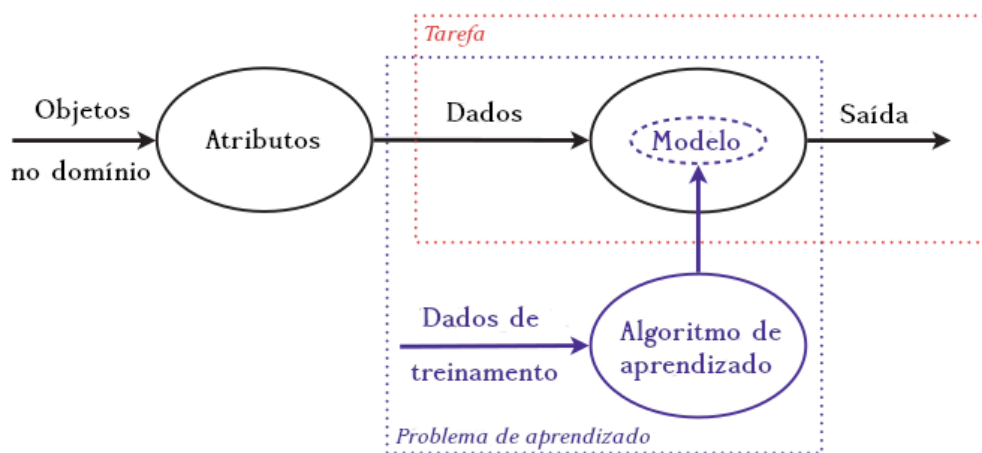 Tarefa
Objetos
no domínio
Atributos
Dados
Modelo
Saída
Dados de
treinamento
Algoritmo de
aprendizado
Problema de aprendizado